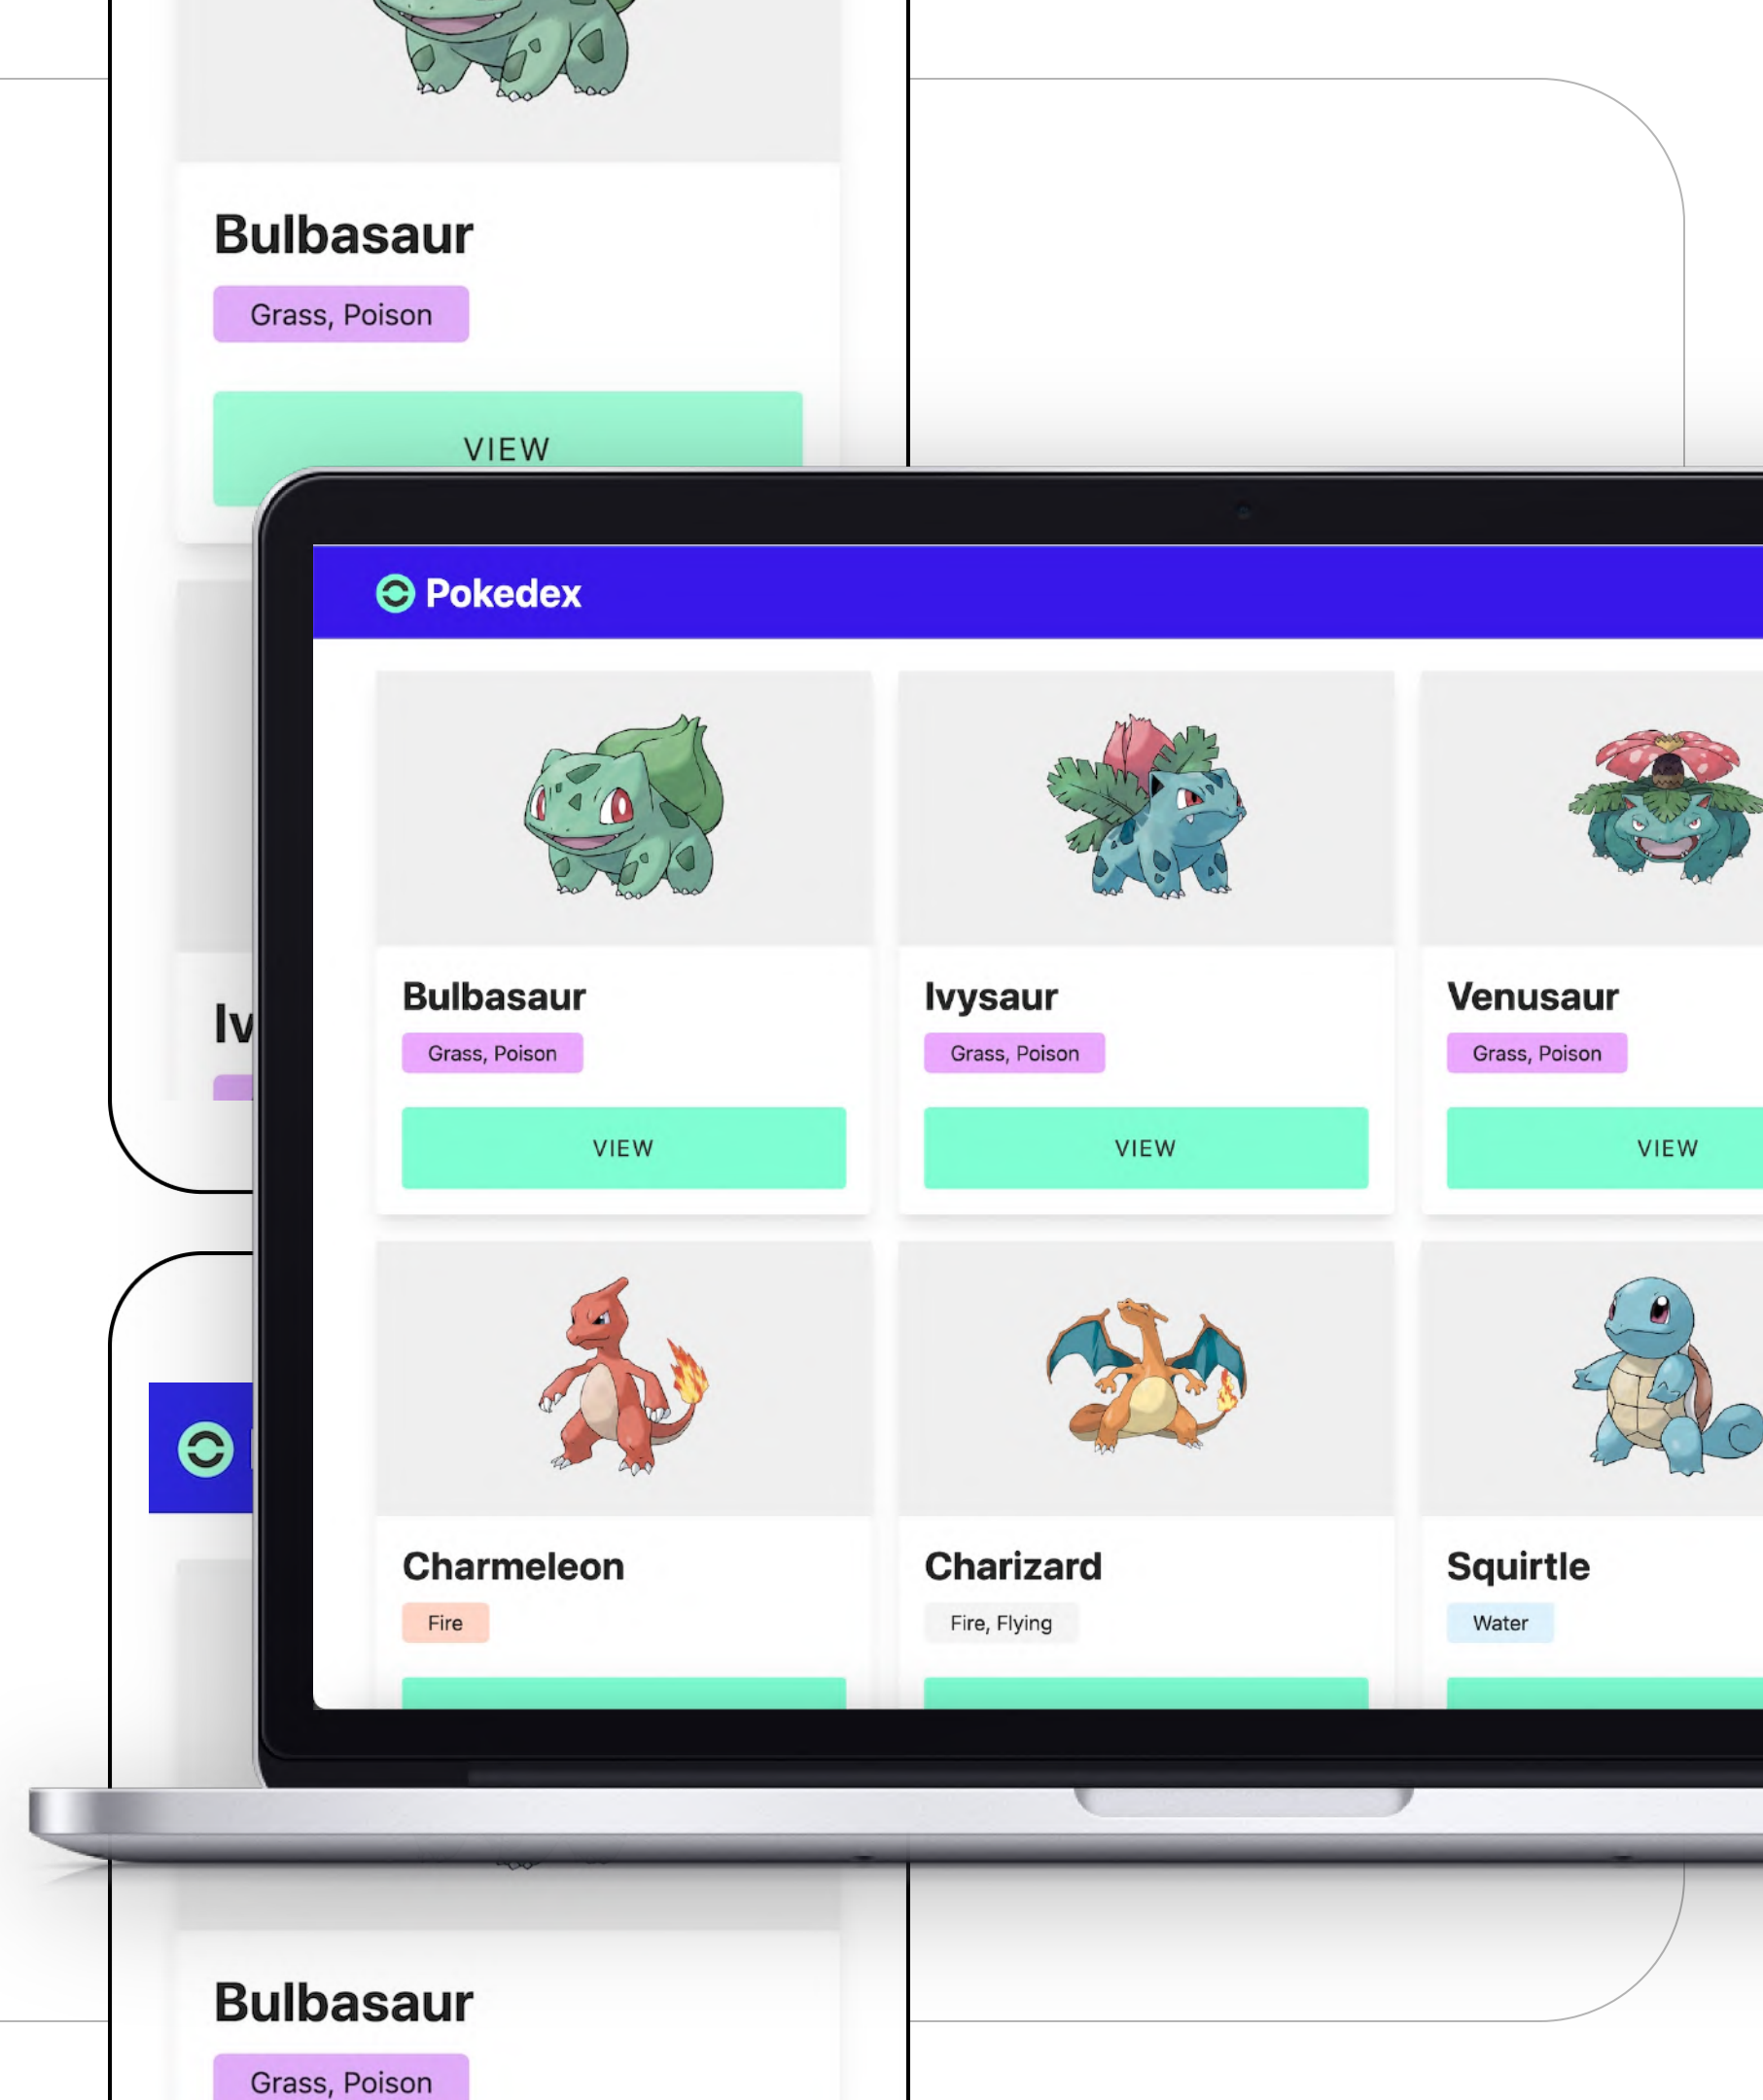 Bulbasaur
Grass, Poison
VIEW
Pokedex
Bulbasaur
Ivysaur
Venusaur
Grass, Poison
Grass, Poison
Grass, Poison
VIEW
VIEW
VIEW
Charmeleon
Charizard
Squirtle
Fire
Fire, Flying
Water
Iv
Bulbasaur
Grass, Poison